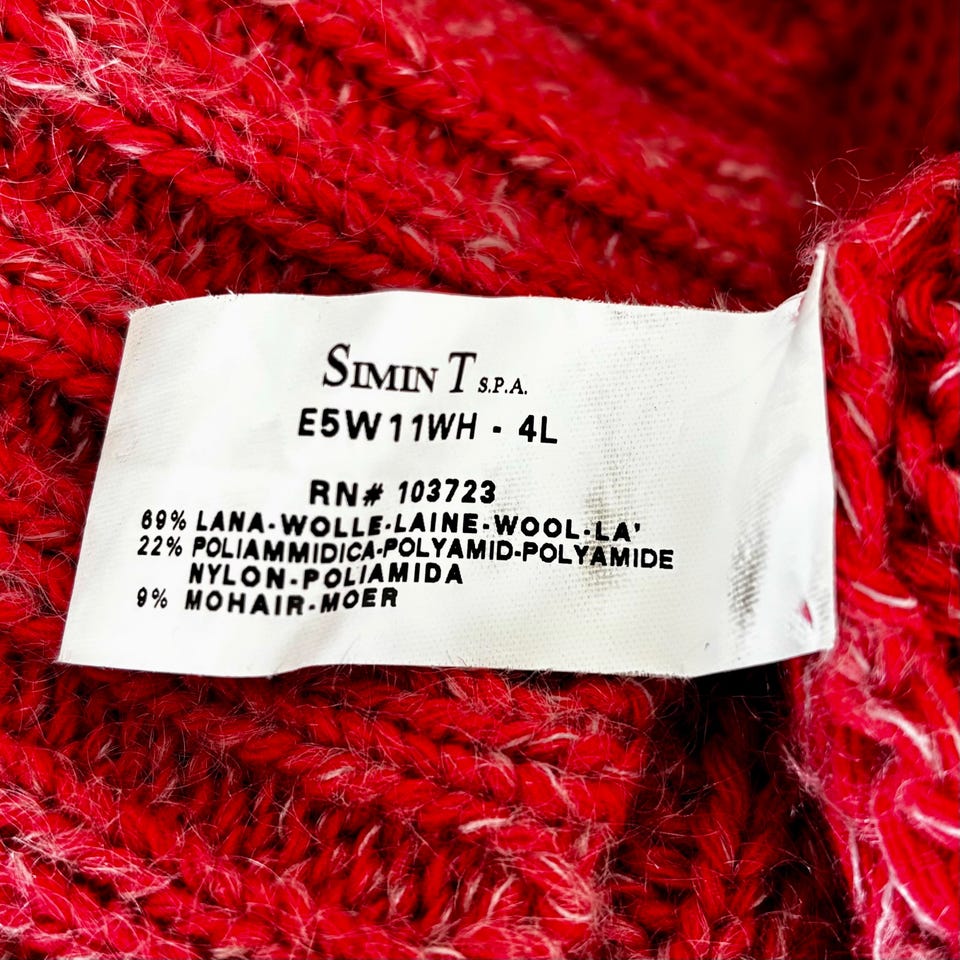 SIMIN T S.P.A.
E5W11WH - 4L
RN# 103723
69% LANA-WOLLE-LAINE-WOOL-LA'
22% POLIAMMIDICA-POLYAMID-POLYAMIDE
NYLON-POLIAMIDA
9% MOHAIR-MOER